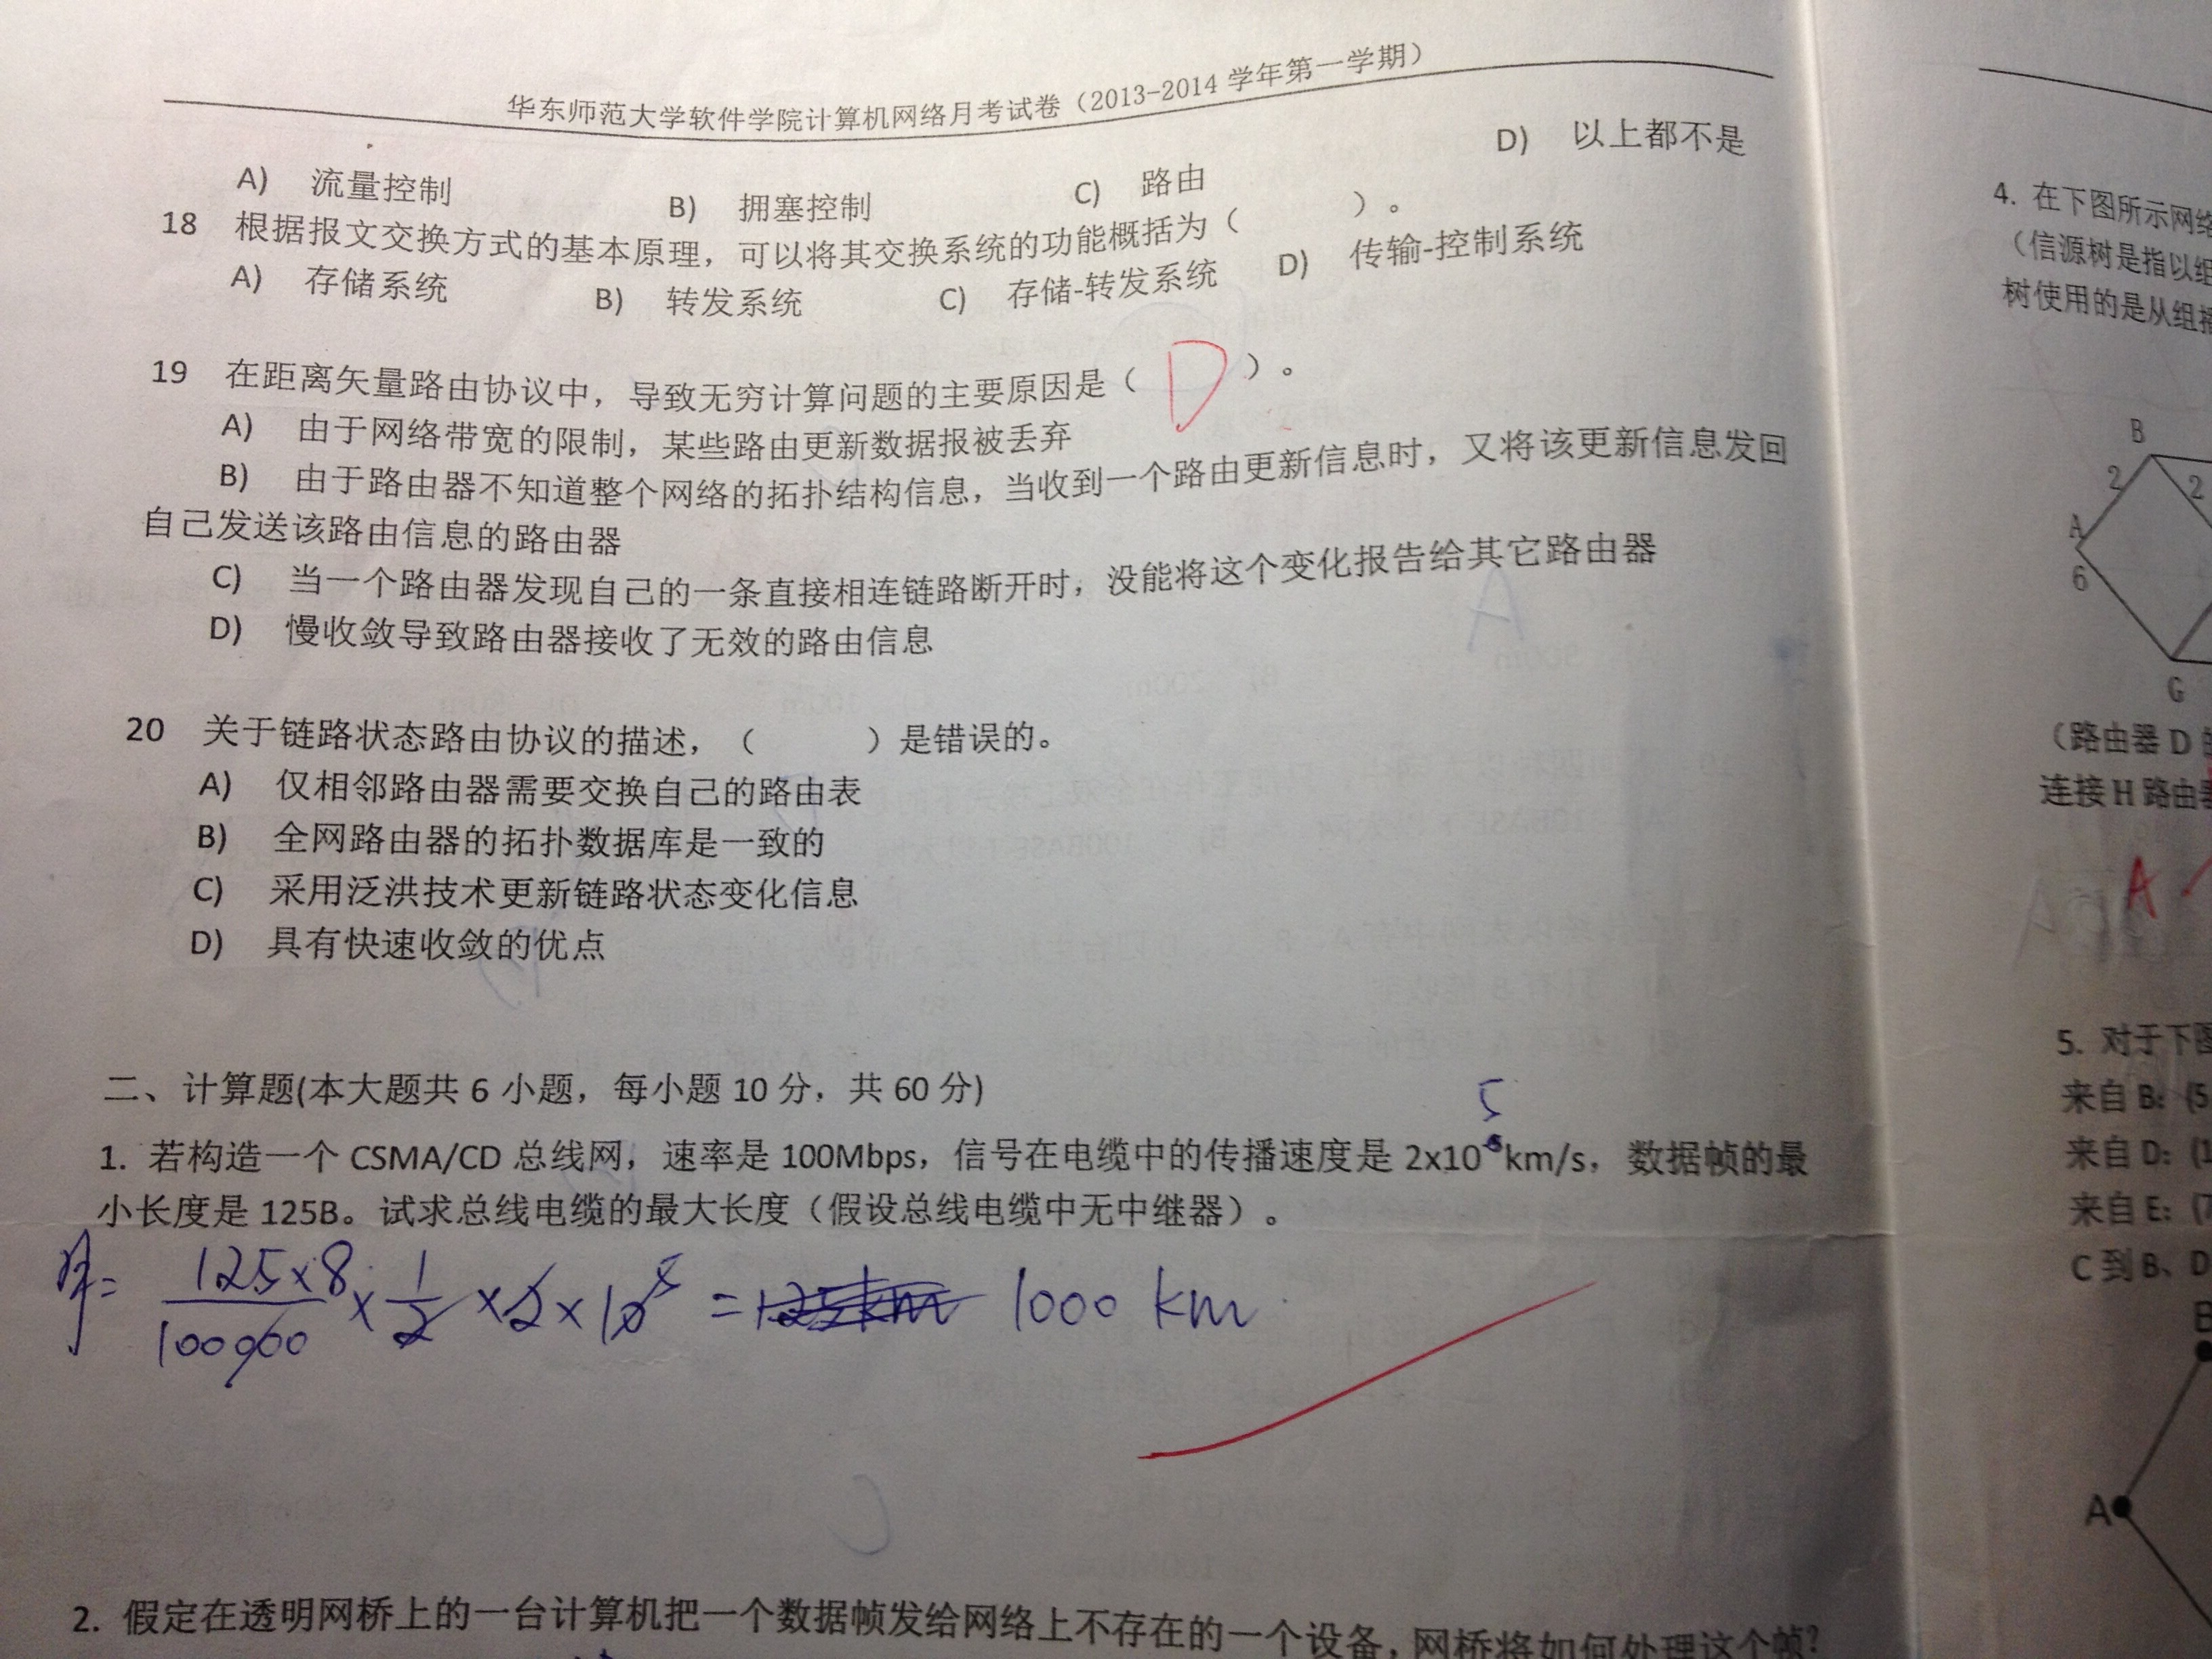 华东师范大学软件学院计算机网络月考试卷（2013-2014 学年第一学期）
A) 流量控制 B) 拥塞控制 C) 路由 D) 以上都不是
18 根据报文交换方式的基本原理，可以将其交换系统的功能概括为（ ）。
A) 存储系统 B) 转发系统 C) 存储-转发系统 D) 传输-控制系统
19 在距离矢量路由协议中，导致无穷计算问题的主要原因是（ D ）。
A) 由于网络带宽的限制，某些路由更新数据报被丢弃
B) 由于路由器不知道整个网络的拓扑结构信息，当收到一个路由更新信息时，又将该更新信息发回
自己发送该路由信息的路由器
C) 当一个路由器发现自己的一条直接相连链路断开时，没能将这个变化报告给其它路由器
D) 慢收敛导致路由器接收了无效的路由信息
20 关于链路状态路由协议的描述，（ ）是错误的。
A) 仅相邻路由器需要交换自己的路由表
B) 全网路由器的拓扑数据库是一致的
C) 采用泛洪技术更新链路状态变化信息
D) 具有快速收敛的优点
二、计算题(本大题共 6 小题，每小题 10 分，共 60 分)
5
1. 若构造一个 CSMA/CD 总线网，速率是 100Mbps，信号在电缆中的传播速度是 2x10 km/s，数据帧的最
小长度是 125B。试求总线电缆的最大长度（假设总线电缆中无中继器）。
= 125×8/100000 × 1/2 × 2 × 10^5 = 1000 km
2. 假定在透明网桥上的一台计算机把一个数据帧发给网络上不存在的一个设备，网桥将如何处理这个帧？
4. 在下图所示网络
（信源树是指以组
树使用的是从组播
B
2
2
A
6
G
（路由器 D 的
连接 H 路由器
A
5. 对于下图
来自 B: (5
来自 D: (1
来自 E: (7
C 到 B、D
B
A